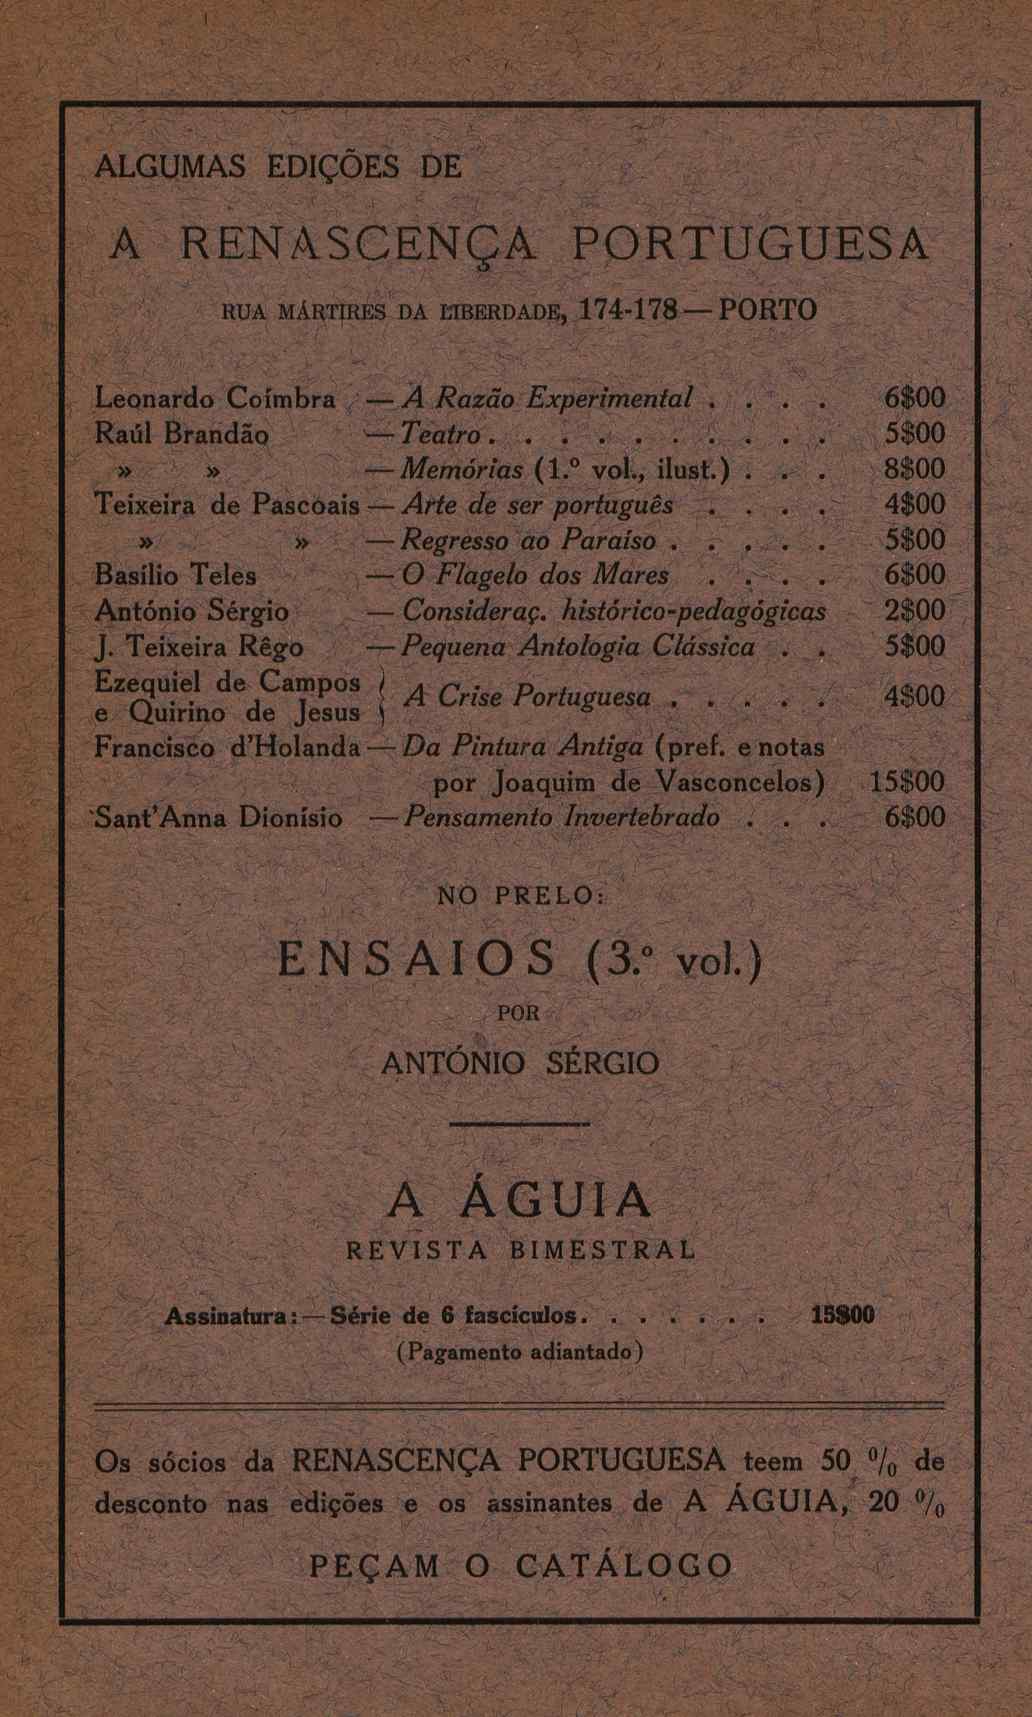 ALGUMAS EDIÇÕES DE
A RENASCENÇA PORTUGUESA
RUA MÁRTIRES DA LIBERDADE, 174-178 — PORTO
Leonardo Coímbra — A Razão Experimental . . . . 6$00
Raúl Brandão — Teatro . . . . . . . . . . 5$00
» » — Memórias (1.º vol., ilust.) . . . 8$00
Teixeira de Pascoais — Arte de ser português . . . . 4$00
» » — Regresso ao Paraíso . . . . . 5$00
Basílio Teles — O Flagelo dos Mares . . . . 6$00
António Sérgio — Consideraç. histórico-pedagógicas 2$00
J. Teixeira Rêgo — Pequena Antologia Clássica . . 5$00
Ezequiel de Campos
e Quirino de Jesus } A Crise Portuguesa . . . . . 4$00
Francisco d'Holanda — Da Pintura Antiga (pref. e notas
por Joaquim de Vasconcelos) 15$00
Sant'Anna Dionísio — Pensamento Invertebrado . . . 6$00
NO PRELO:
ENSAIOS (3.º vol.)
POR
ANTÓNIO SÉRGIO
A ÁGUIA
REVISTA BIMESTRAL
Assinatura: — Série de 6 fascículos. . . . . . . 15$00
(Pagamento adiantado)
Os sócios da RENASCENÇA PORTUGUESA teem 50 % de
desconto nas edições e os assinantes de A ÁGUIA, 20 %
PEÇAM O CATÁLOGO